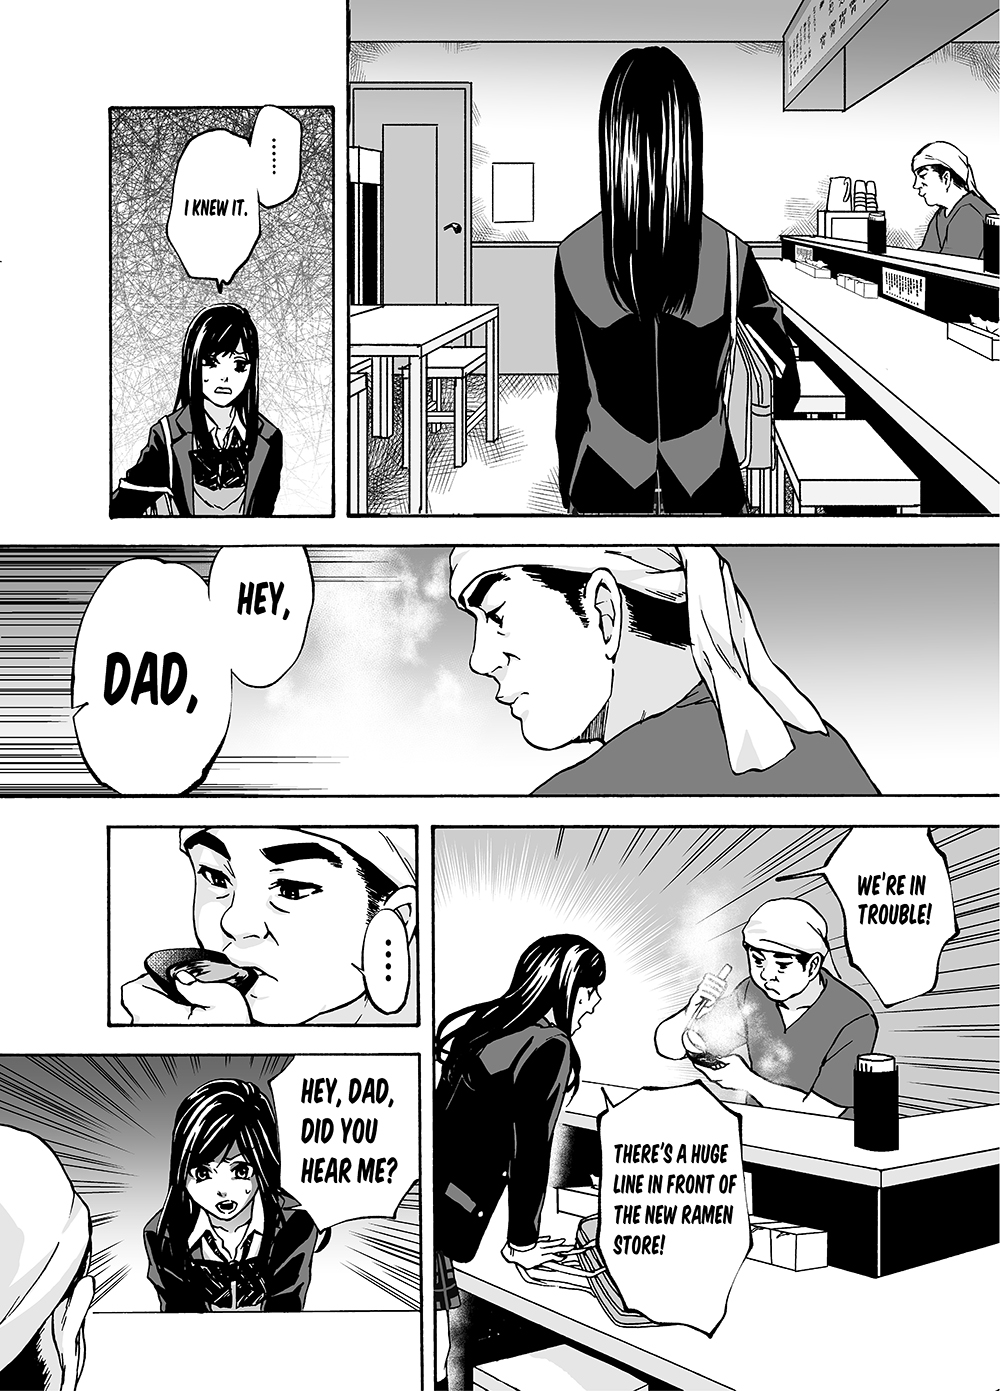 ......
I KNEW IT.
HEY,
DAD,
WE'RE IN
TROUBLE!
THERE'S A HUGE
LINE IN FRONT OF
THE NEW RAMEN
STORE!
......
HEY, DAD,
DID YOU
HEAR ME?